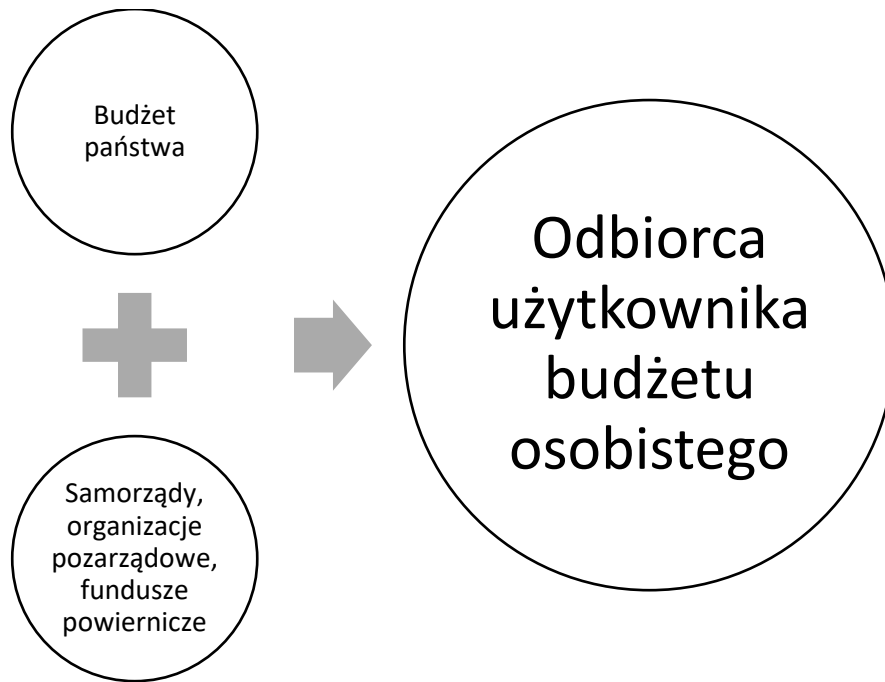 Budżet
państwa
Samorządy,
organizacje
pozarządowe,
fundusze
powiernicze
Odbiorca
użytkownika
budżetu
osobistego